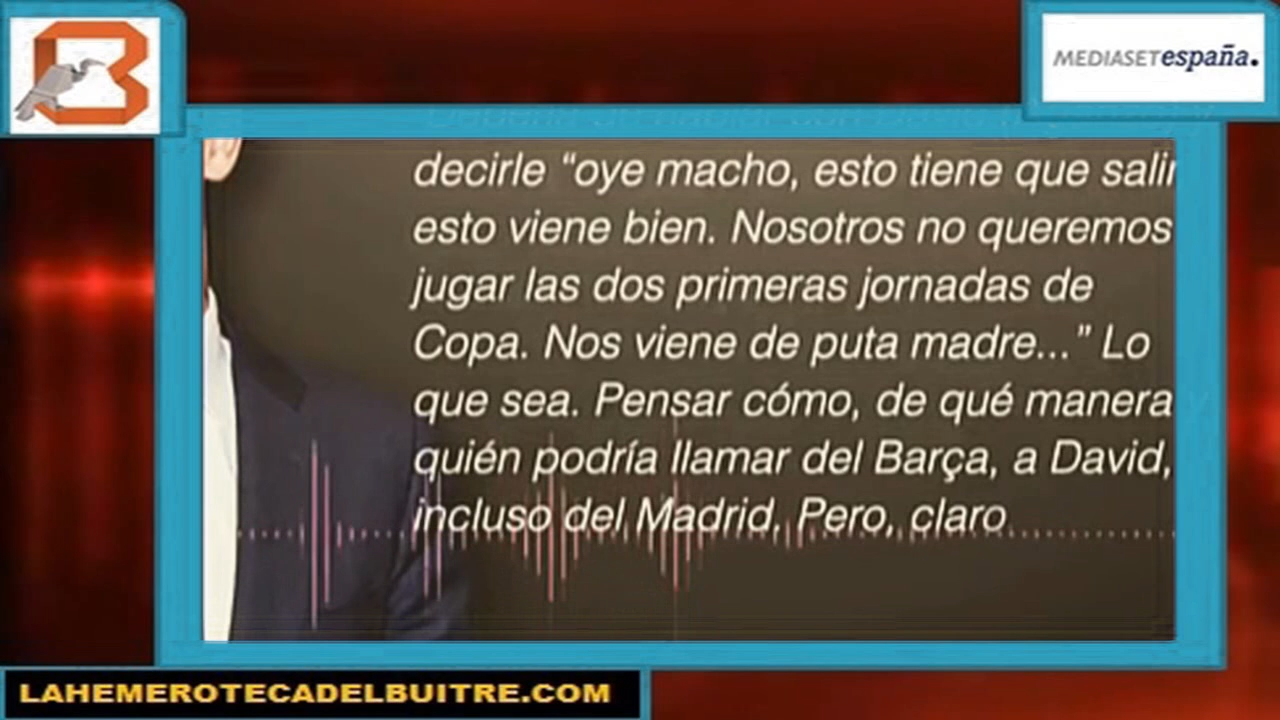 MEDIASETespaña.
decirle “oye macho, esto tiene que salir
esto viene bien. Nosotros no queremos
jugar las dos primeras jornadas de
Copa. Nos viene de puta madre...” Lo
que sea. Pensar cómo, de qué manera y
quién podría llamar del Barça, a David,
incluso del Madrid. Pero, claro
LAHEMEROTECADELBUITRE.COM